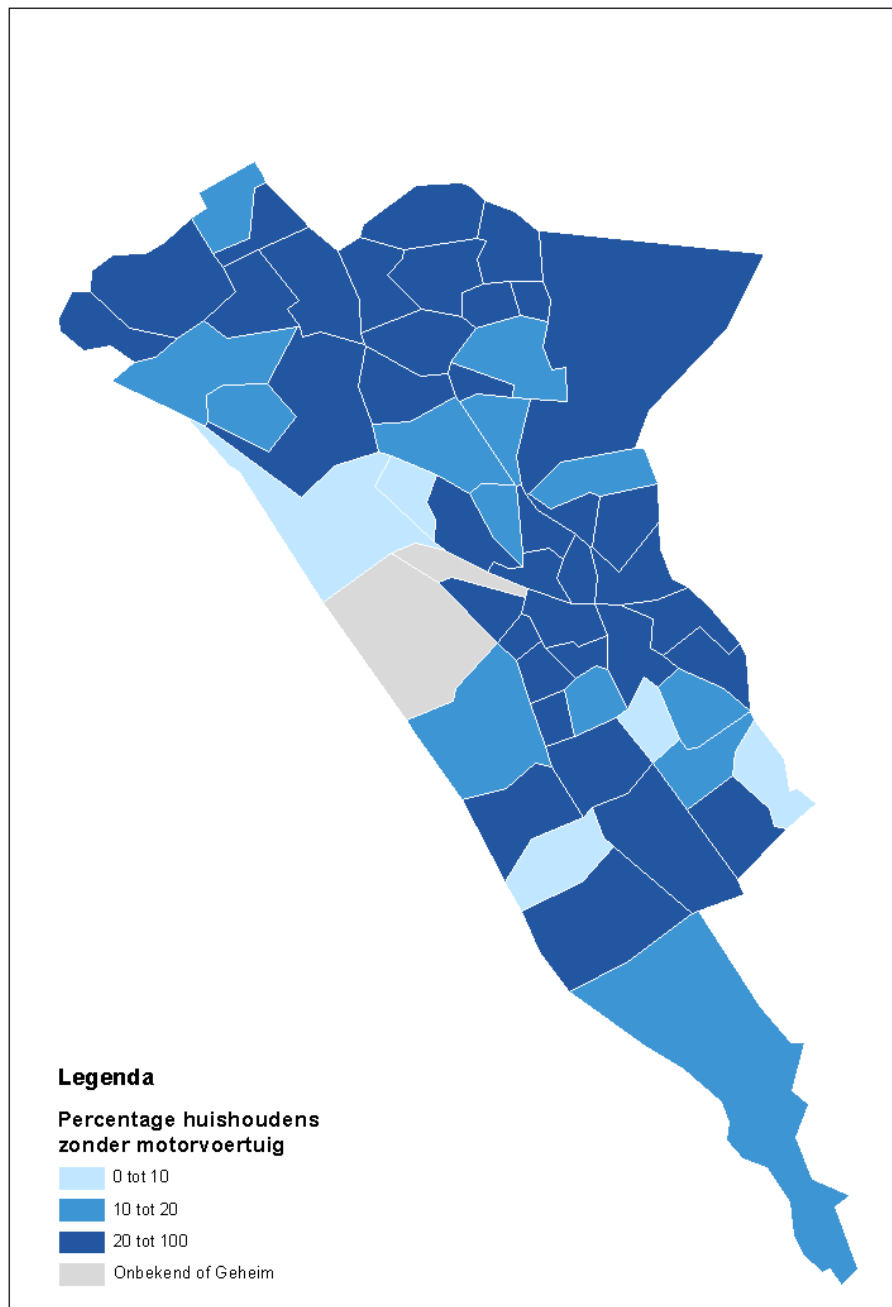 Legenda
Percentage huishoudens
zonder motorvoertuig
0 tot 10
10 tot 20
20 tot 100
Onbekend of Geheim